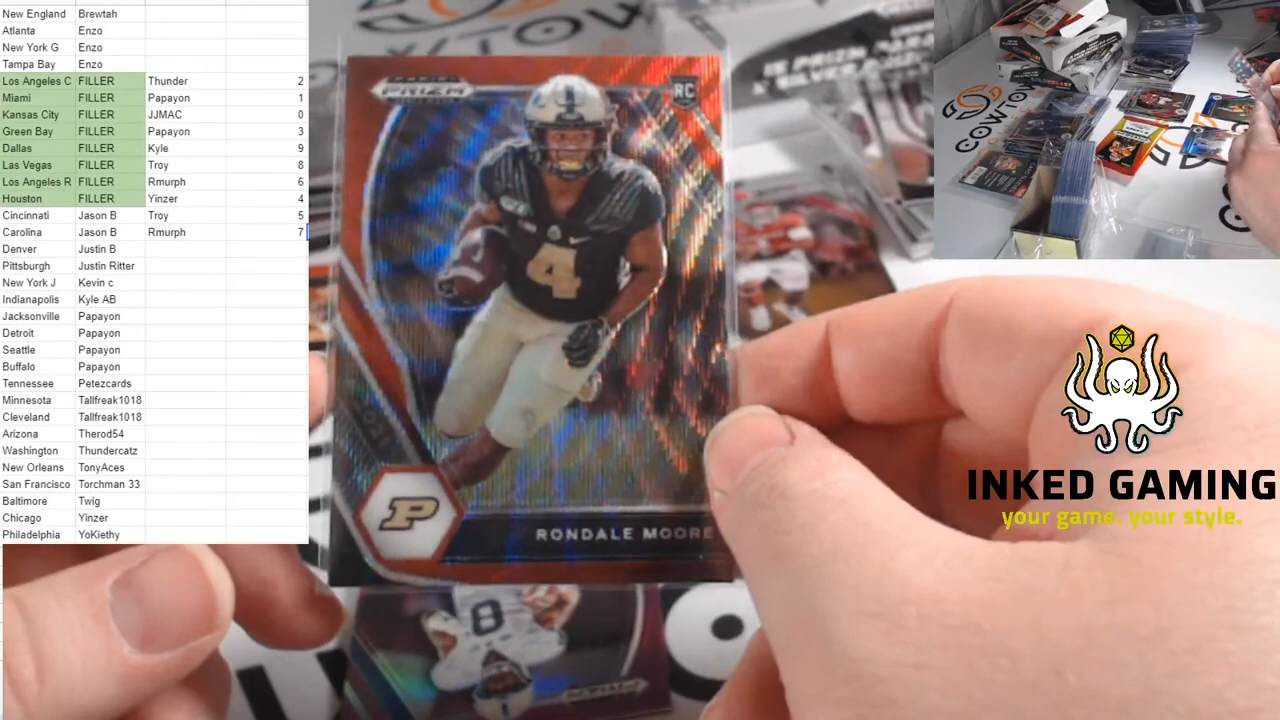 New England Brewtah
Atlanta Enzo
New York G Enzo
Tampa Bay Enzo
Los Angeles C FILLER Thunder 2
Miami FILLER Papayon 1
Kansas City FILLER JJMAC 0
Green Bay FILLER Papayon 3
Dallas FILLER Kyle 9
Las Vegas FILLER Troy 8
Los Angeles R FILLER Rmurph 6
Houston FILLER Yinzer 4
Cincinnati Jason B Troy 5
Carolina Jason B Rmurph 7
Denver Justin B
Pittsburgh Justin Ritter
New York J Kevin c
Indianapolis Kyle AB
Jacksonville Papayon
Detroit Papayon
Seattle Papayon
Buffalo Papayon
Tennessee Petezcards
Minnesota Tallfreak1018
Cleveland Tallfreak1018
Arizona Therod54
Washington Thundercatz
New Orleans TonyAces
San Francisco Torchman 33
Baltimore Twig
Chicago Yinzer
Philadelphia YoKiethy
PRIZM
RC
4
2021
P
RONDALE MOORE
8
PRIZM
COWTOWN
INKED GAMING
your game. your style.